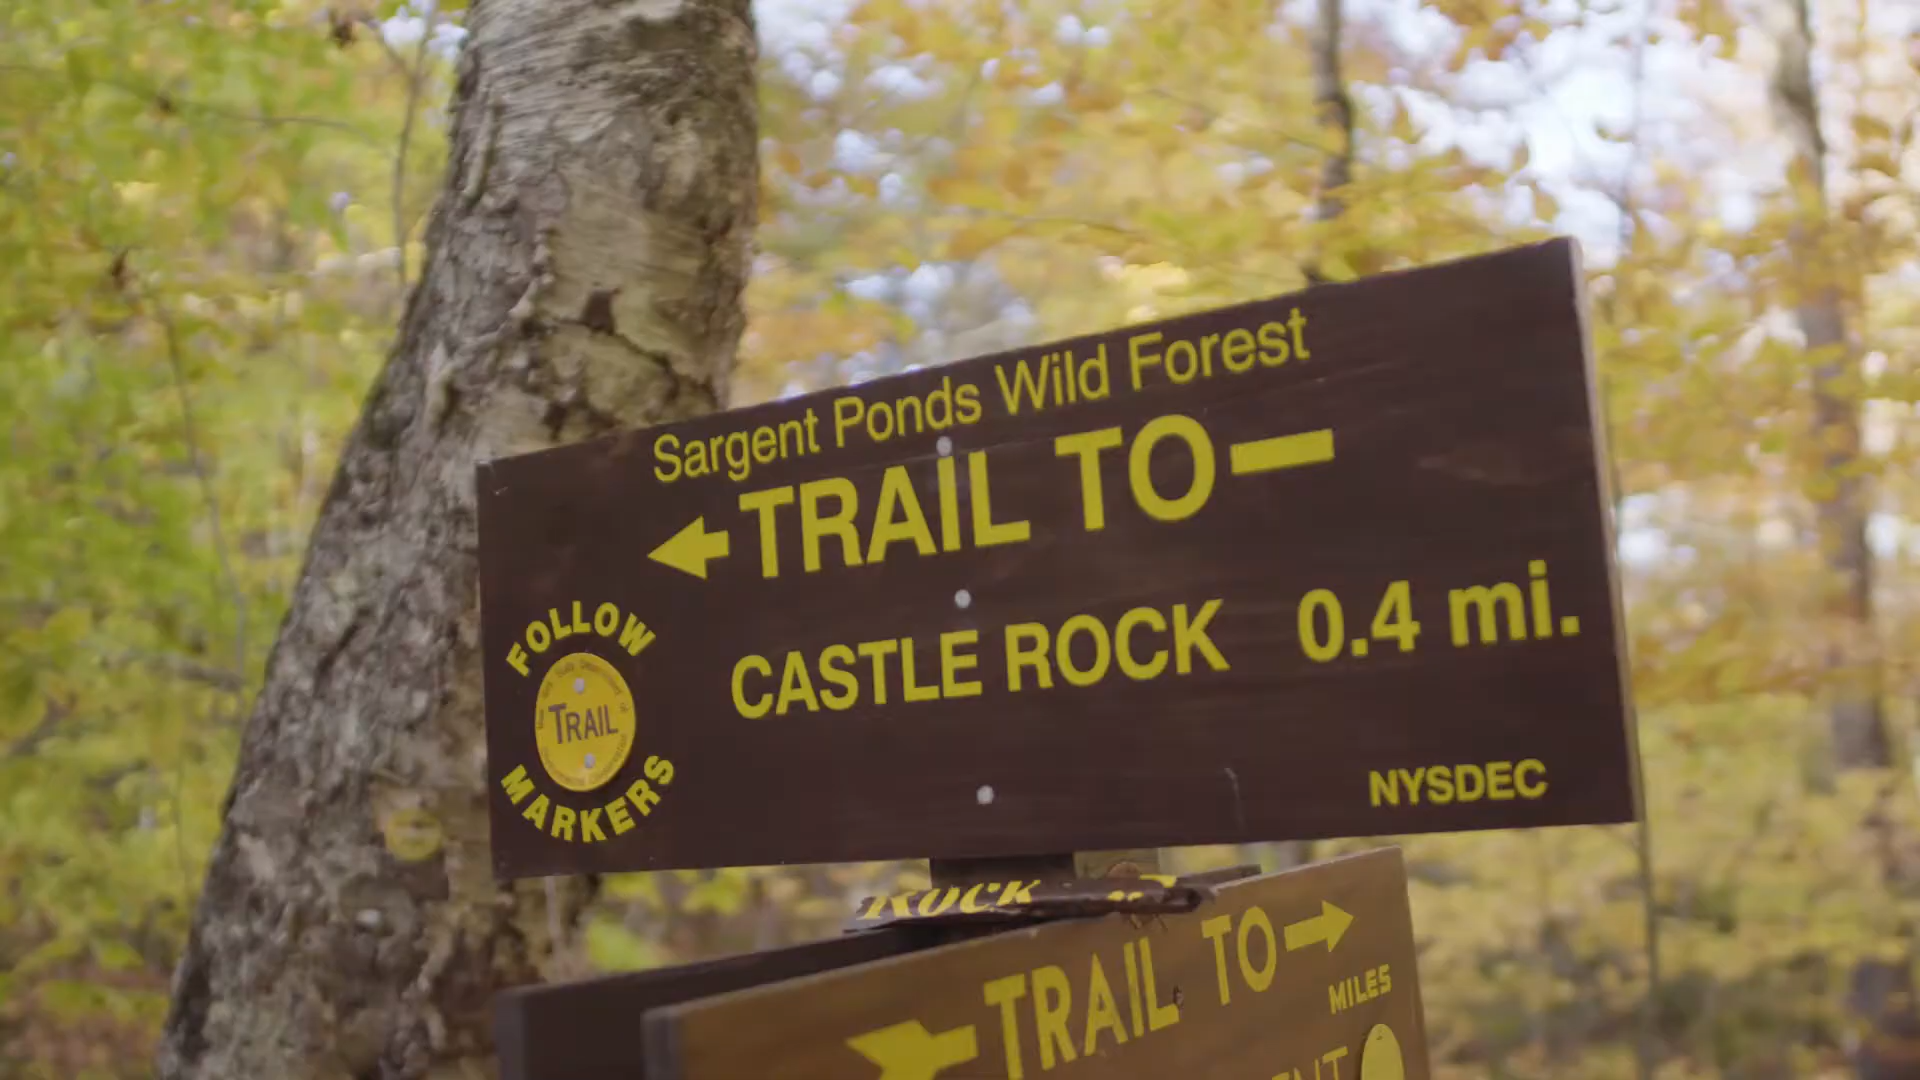 Sargent Ponds Wild Forest
TRAIL TO
CASTLE ROCK 0.4 mi.
FOLLOW
TRAIL
MARKERS
NYSDEC
ROCK
TRAIL TO
MILES